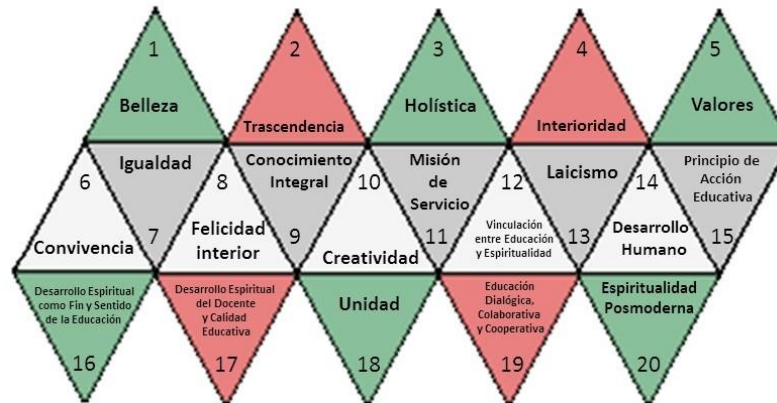 1
Belleza
2
Trascendencia
3
Holística
4
Interioridad
5
Valores
6
Convivencia
Igualdad
7
8
Felicidad
interior
Conocimiento
Integral
9
10
Creatividad
Misión
de
Servicio
11
12
Vinculación
entre Educación
y Espiritualidad
Laicismo
13
14
Desarrollo
Humano
Principio de
Acción
Educativa
15
Desarrollo Espiritual
como Fin y Sentido
de la Educación
16
Desarrollo Espiritual
del Docente
y Calidad
Educativa
17
Unidad
18
Educación
Dialógica,
Colaborativa
y Cooperativa
19
Espiritualidad
Posmoderna
20